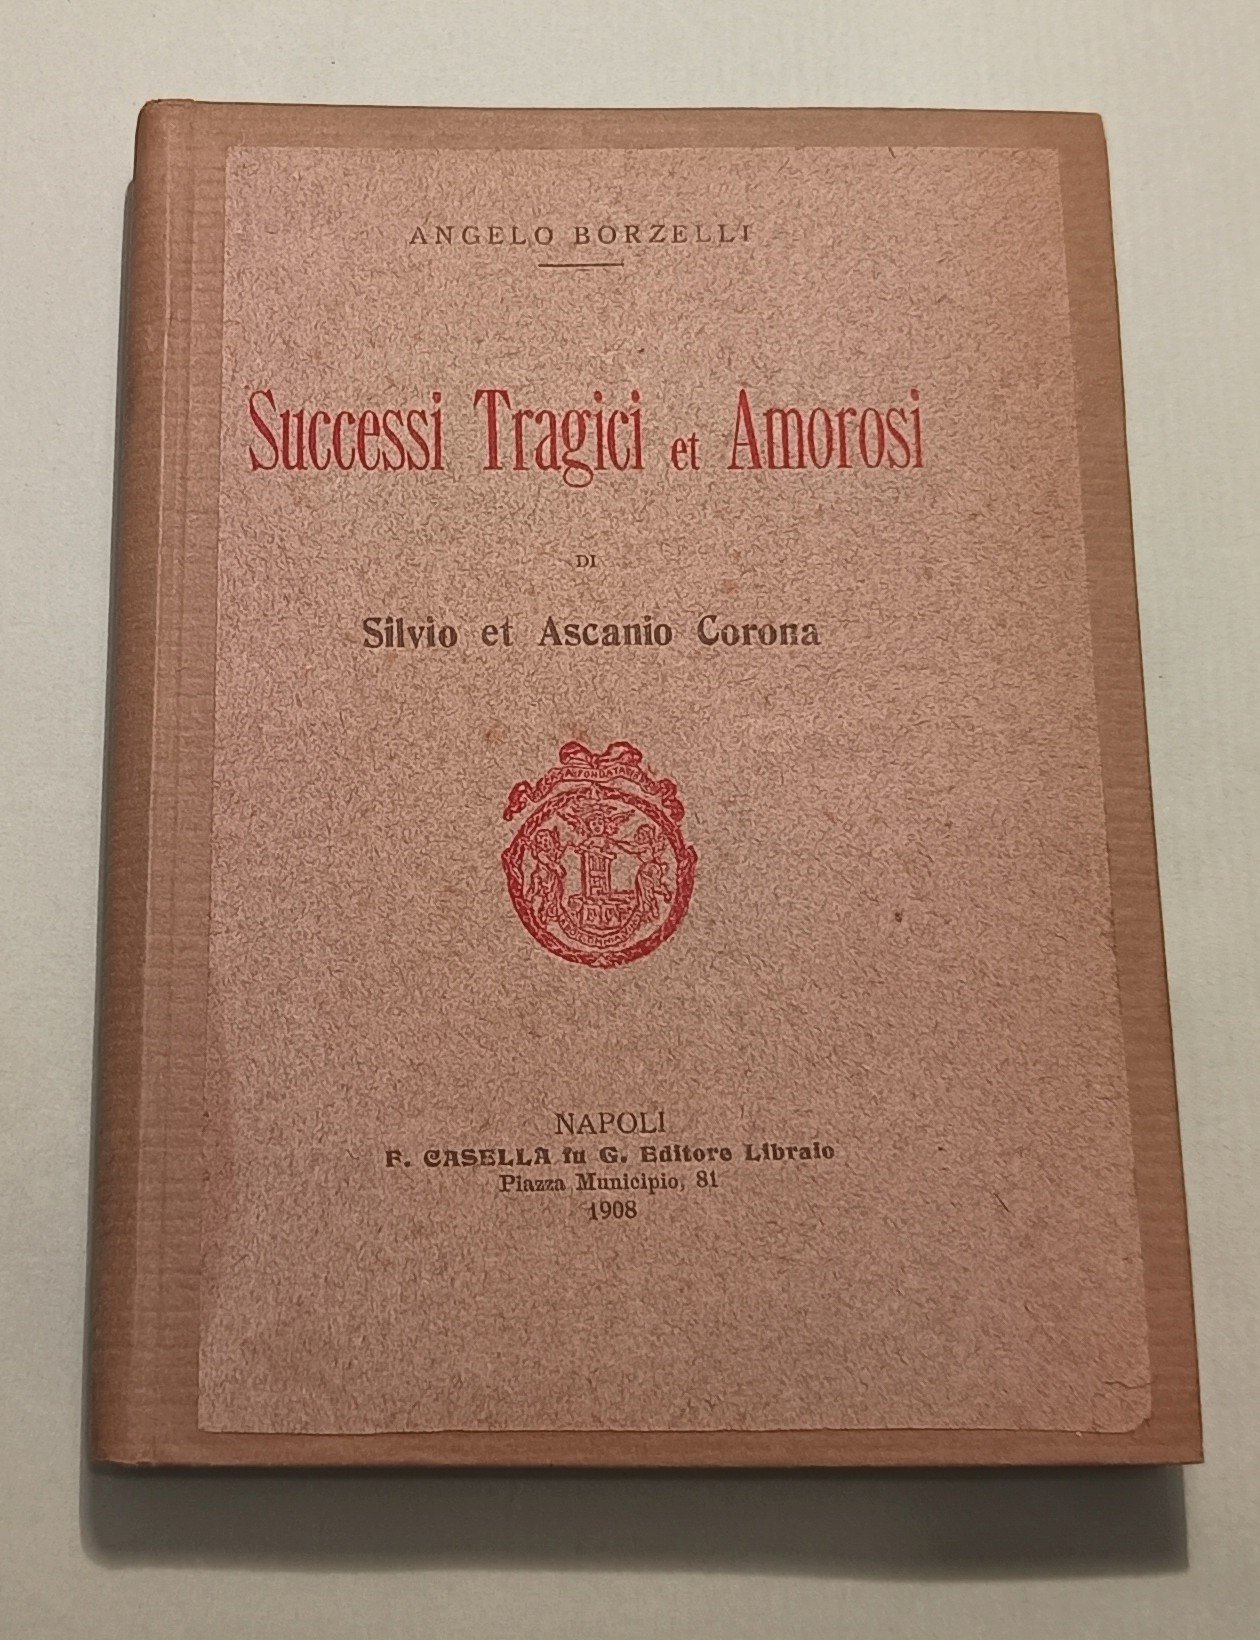 ANGELO BORZELLI
Successi Tragici et Amorosi
DI
Silvio et Ascanio Corona
FONDATA
NAPOLI
F. CASELLA fu G. Editore Libraio
Piazza Municipio, 81
1908